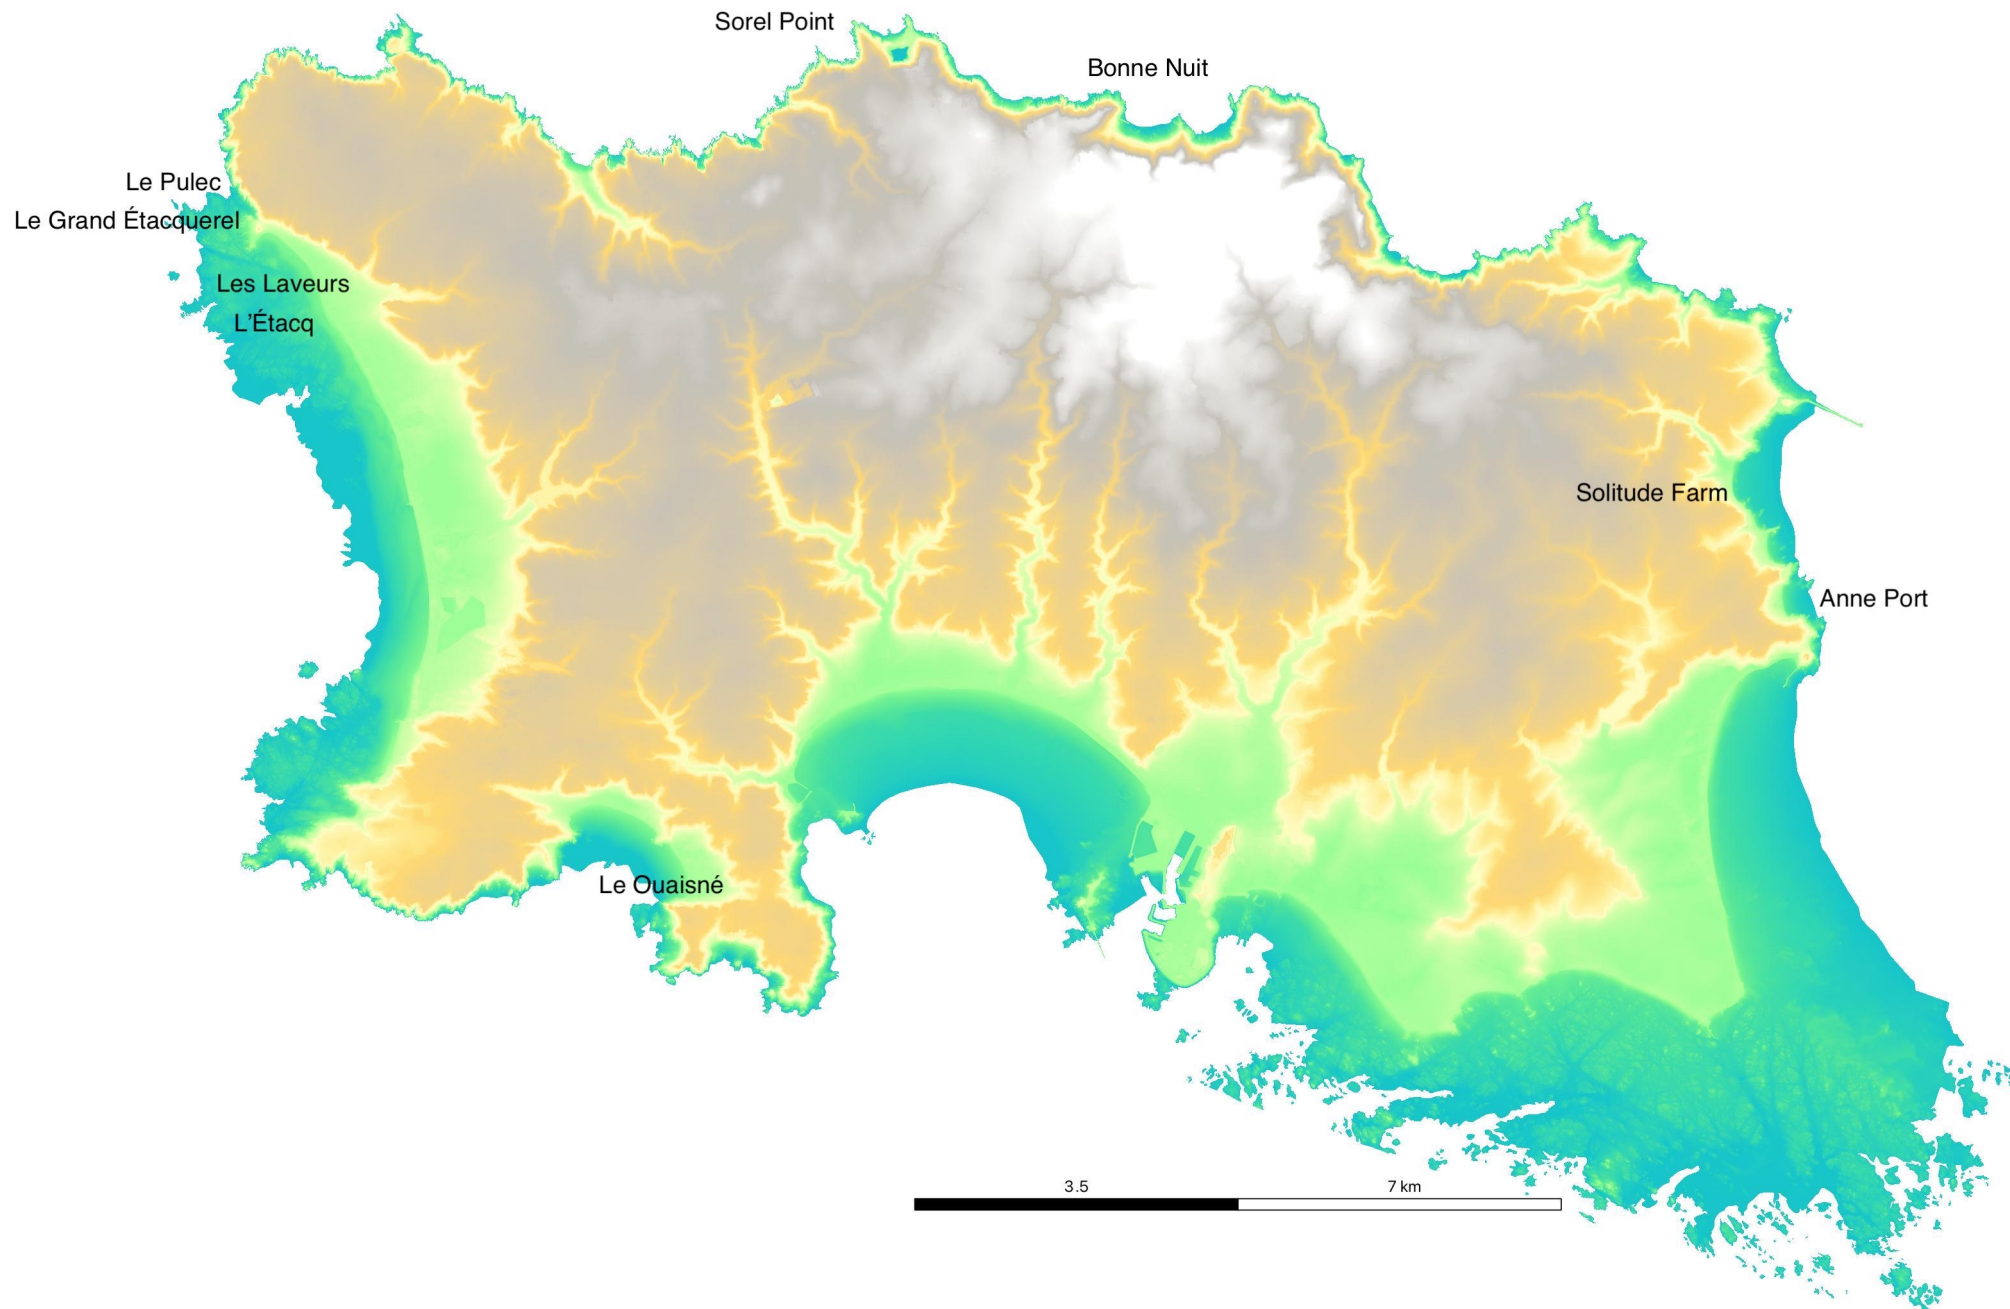 Sorel Point
Bonne Nuit
Le Pulec
Le Grand Étacquerel
Les Laveurs
L’Étacq
Solitude Farm
Anne Port
Le Ouaisné
3.5 7 km